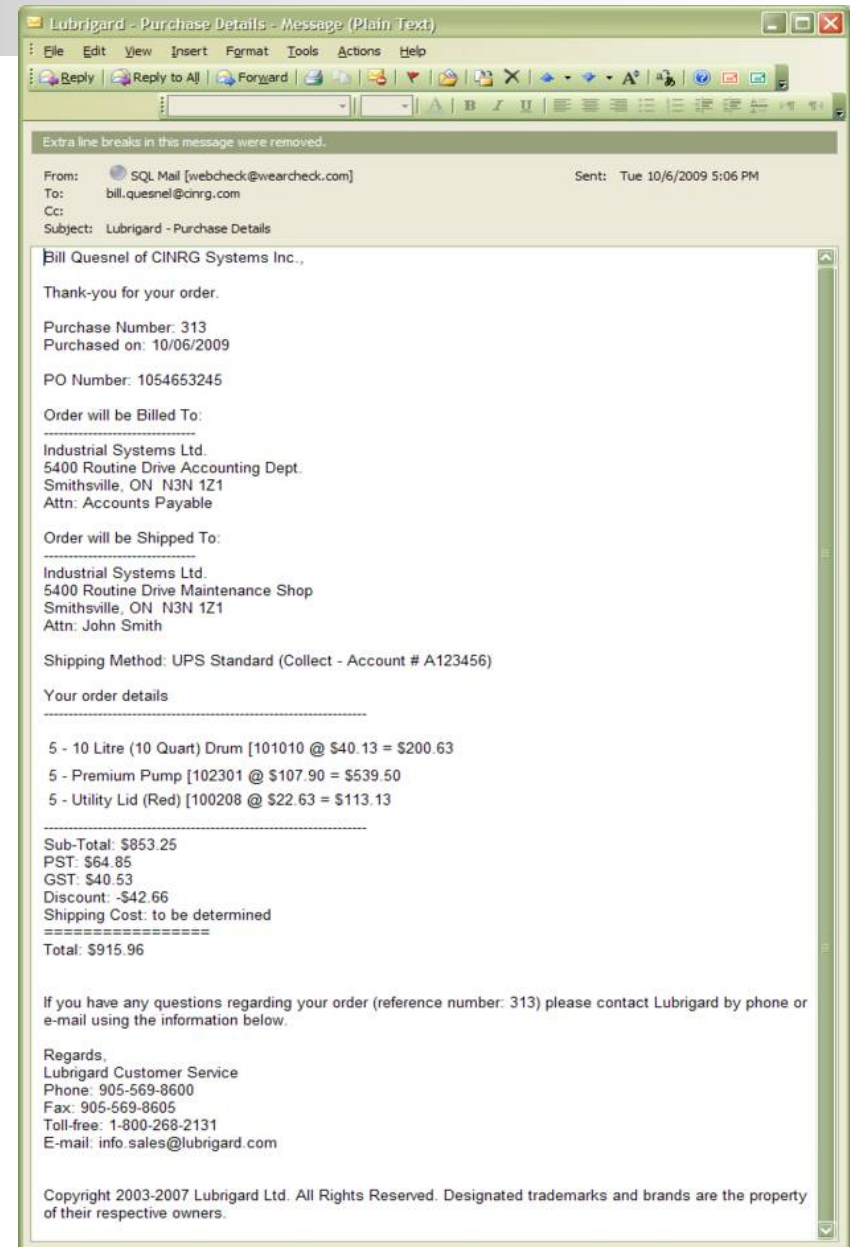 Lubrigard - Purchase Details - Message (Plain Text)
File Edit View Insert Format Tools Actions Help
Reply Reply to All Forward
A B I U
Extra line breaks in this message were removed.
From: SQL Mail [webcheck@wearcheck.com] Sent: Tue 10/6/2009 5:06 PM
To: bill.quesnel@cinrg.com
Cc:
Subject: Lubrigard - Purchase Details
Bill Quesnel of CINRG Systems Inc.,
Thank-you for your order.
Purchase Number: 313
Purchased on: 10/06/2009
PO Number: 1054653245
Order will be Billed To:
-------------------------------
Industrial Systems Ltd.
5400 Routine Drive Accounting Dept.
Smithsville, ON  N3N 1Z1
Attn: Accounts Payable
Order will be Shipped To:
-------------------------------
Industrial Systems Ltd.
5400 Routine Drive Maintenance Shop
Smithsville, ON  N3N 1Z1
Attn: John Smith
Shipping Method: UPS Standard (Collect - Account # A123456)
Your order details
------------------------------------------------------------------
5 - 10 Litre (10 Quart) Drum [101010 @ $40.13 = $200.63
5 - Premium Pump [102301 @ $107.90 = $539.50
5 - Utility Lid (Red) [100208 @ $22.63 = $113.13
------------------------------------------------------------------
Sub-Total: $853.25
PST: $64.85
GST: $40.53
Discount: -$42.66
Shipping Cost: to be determined
=================
Total: $915.96
If you have any questions regarding your order (reference number: 313) please contact Lubrigard by phone or
e-mail using the information below.
Regards,
Lubrigard Customer Service
Phone: 905-569-8600
Fax: 905-569-8605
Toll-free: 1-800-268-2131
E-mail: info.sales@lubrigard.com
Copyright 2003-2007 Lubrigard Ltd. All Rights Reserved. Designated trademarks and brands are the property
of their respective owners.